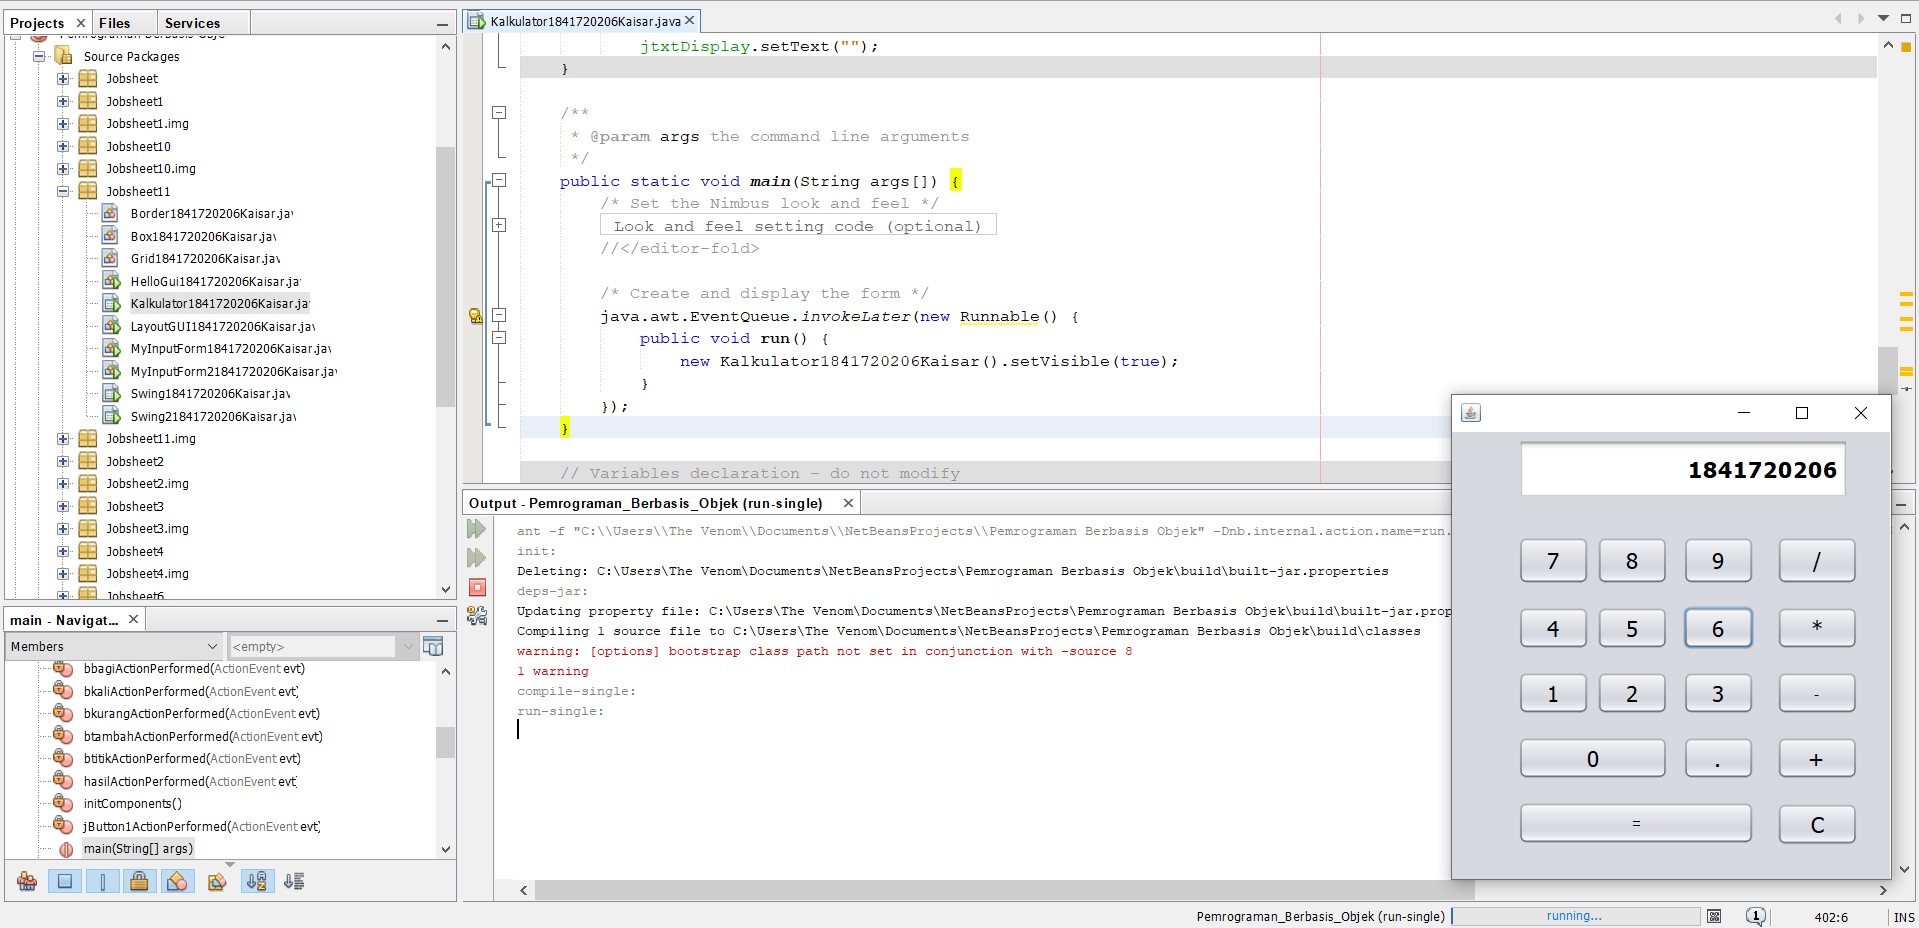 Projects
Files
Services
Source Packages
Jobsheet
Jobsheet1
Jobsheet1.img
Jobsheet10
Jobsheet10.img
Jobsheet11
Border1841720206Kaisar.jav
Box1841720206Kaisar.jav
Grid1841720206Kaisar.jav
HelloGui1841720206Kaisar.ja
Kalkulator1841720206Kaisar.ja
LayoutGUI1841720206Kaisar.jav
MyInputForm1841720206Kaisar.jav
MyInputForm21841720206Kaisar.jav
Swing1841720206Kaisar.jav
Swing21841720206Kaisar.jav
Jobsheet11.img
Jobsheet2
Jobsheet2.img
Jobsheet3
Jobsheet3.img
Jobsheet4
Jobsheet4.img
Jobsheet6
main - Navigat...
Members
<empty>
bbagiActionPerformed(ActionEvent evt)
bkaliActionPerformed(ActionEvent evt)
bkurangActionPerformed(ActionEvent evt)
btambahActionPerformed(ActionEvent evt)
btitikActionPerformed(ActionEvent evt)
hasilActionPerformed(ActionEvent evt)
initComponents()
jButton1ActionPerformed(ActionEvent evt)
main(String[] args)
Kalkulator1841720206Kaisar.java
jtxtDisplay.setText("");
}
/**
* @param args the command line arguments
*/
public static void main(String args[]) {
/* Set the Nimbus look and feel */
Look and feel setting code (optional)
//</editor-fold>
/* Create and display the form */
java.awt.EventQueue.invokeLater(new Runnable() {
public void run() {
new Kalkulator1841720206Kaisar().setVisible(true);
}
});
}
// Variables declaration - do not modify
Output - Pemrograman_Berbasis_Objek (run-single)
ant -f "C:\\Users\\The Venom\\Documents\\NetBeansProjects\\Pemrograman Berbasis Objek" -Dnb.internal.action.name=run.
init:
Deleting: C:\Users\The Venom\Documents\NetBeansProjects\Pemrograman Berbasis Objek\build\built-jar.properties
deps-jar:
Updating property file: C:\Users\The Venom\Documents\NetBeansProjects\Pemrograman Berbasis Objek\build\built-jar.prop
Compiling 1 source file to C:\Users\The Venom\Documents\NetBeansProjects\Pemrograman Berbasis Objek\build\classes
warning: [options] bootstrap class path not set in conjunction with -source 8
1 warning
compile-single:
run-single:
1841720206
7 8 9 /
4 5 6 *
1 2 3 -
0 . +
= C
Pemrograman_Berbasis_Objek (run-single)
running...
1
402:6
INS